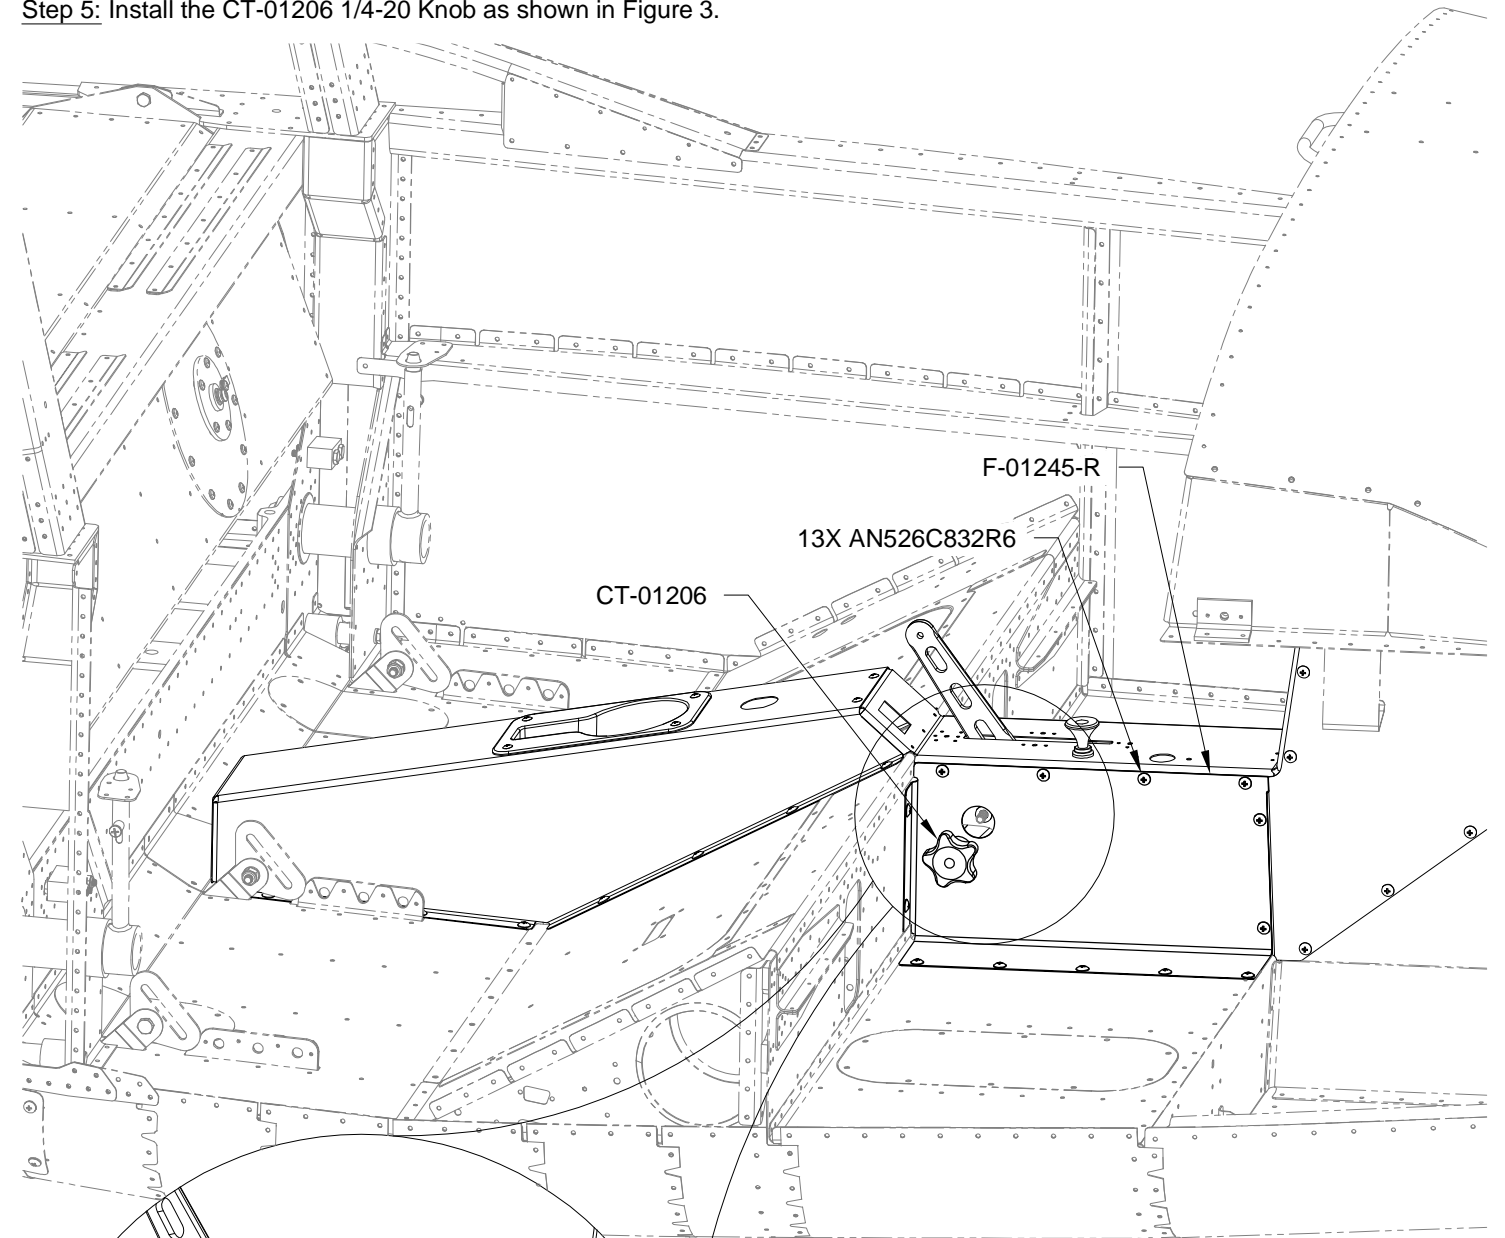 Step 5: Install the CT-01206 1/4-20 Knob as shown in Figure 3.
F-01245-R
13X AN526C832R6
CT-01206